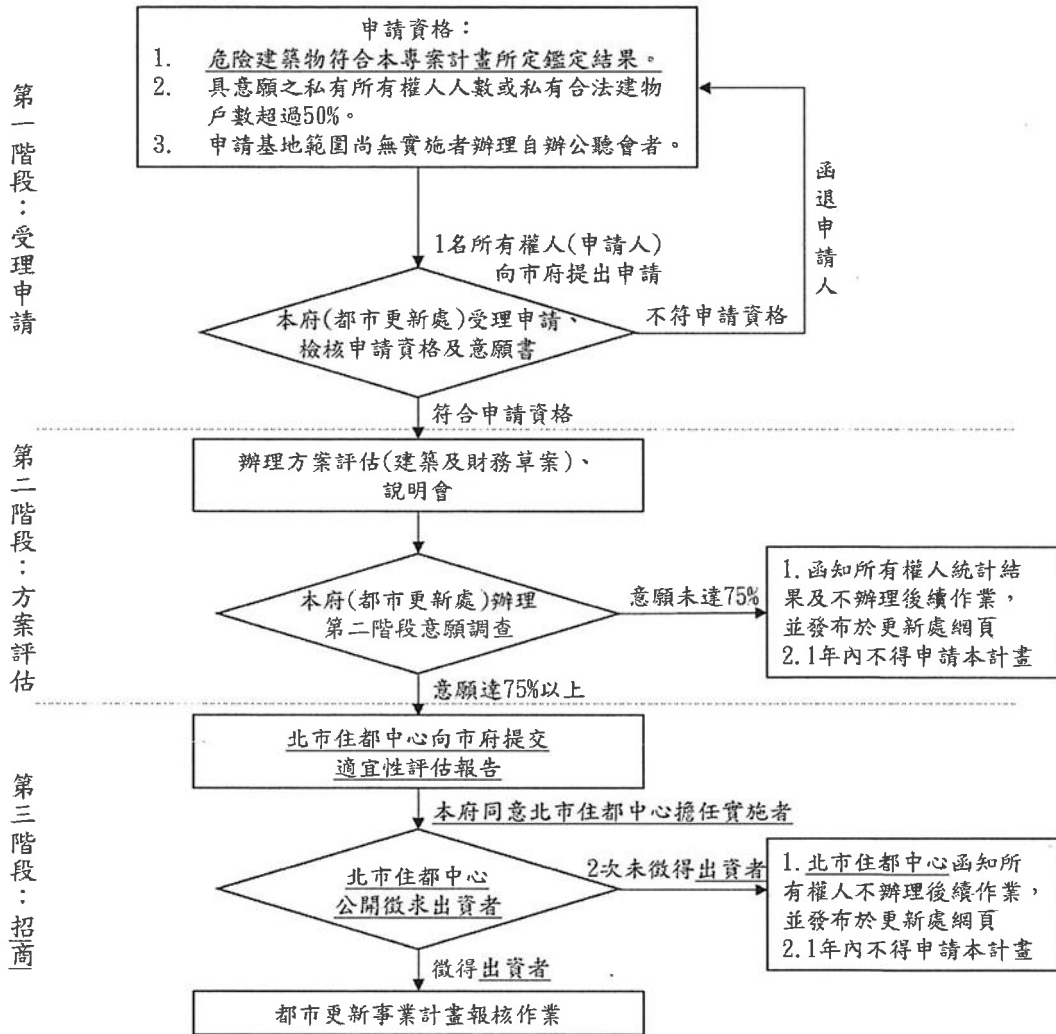 第一階段：受理申請
申請資格：
1. 危險建築物符合本專案計畫所定鑑定結果。
2. 具意願之私有所有權人人數或私有合法建物
戶數超過50%。
3. 申請基地範圍尚無實施者辦理自辦公聽會者。
函退申請人
1名所有權人(申請人)
向市府提出申請
本府(都市更新處)受理申請、
檢核申請資格及意願書
不符申請資格
符合申請資格
第二階段：方案評估
辦理方案評估(建築及財務草案)、
說明會
本府(都市更新處)辦理
第二階段意願調查
意願未達75%
1.函知所有權人統計結
果及不辦理後續作業，
並發布於更新處網頁
2.1年內不得申請本計畫
意願達75%以上
第三階段：招商
北市住都中心向市府提交
適宜性評估報告
本府同意北市住都中心擔任實施者
北市住都中心
公開徵求出資者
2次未徵得出資者
1.北市住都中心函知所
有權人不辦理後續作業，
並發布於更新處網頁
2.1年內不得申請本計畫
徵得出資者
都市更新事業計畫報核作業